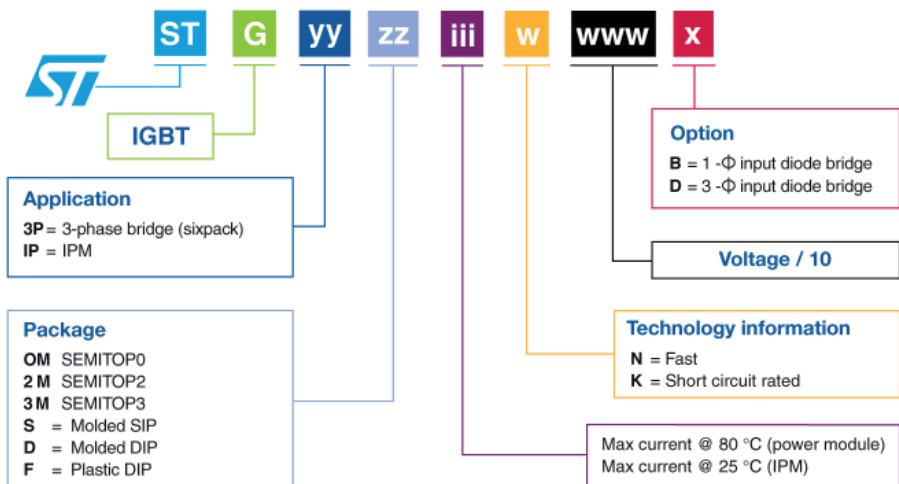 ST G yy zz iii w www x
ST
IGBT
Option
B = 1 -Φ input diode bridge
D = 3 -Φ input diode bridge
Application
3P = 3-phase bridge (sixpack)
IP = IPM
Voltage / 10
Package
OM SEMITOP0
2 M SEMITOP2
3 M SEMITOP3
S = Molded SIP
D = Molded DIP
F = Plastic DIP
Technology information
N = Fast
K = Short circuit rated
Max current @ 80 °C (power module)
Max current @ 25 °C (IPM)